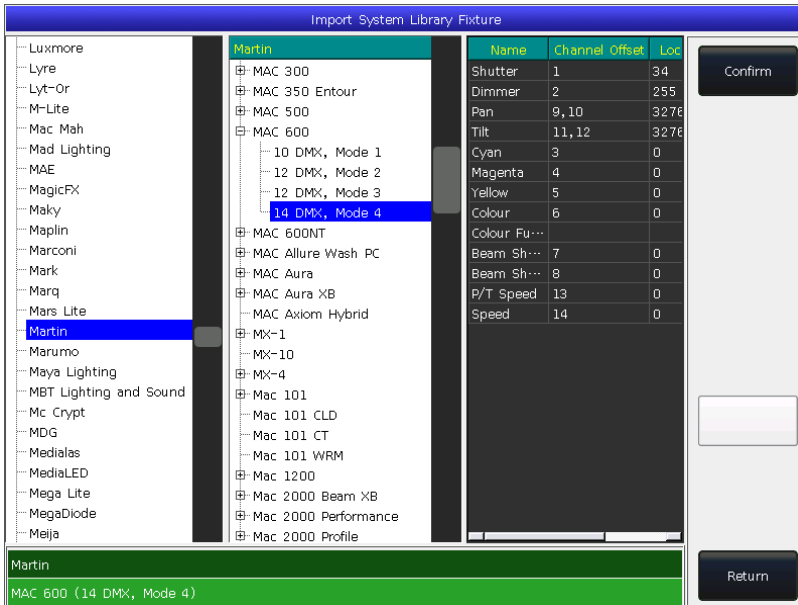 Import System Library Fixture
Luxmore
Lyre
Lyt-Or
M-Lite
Mac Mah
Mad Lighting
MAE
MagicFX
Maky
Maplin
Marconi
Mark
Marq
Mars Lite
Martin
Marumo
Maya Lighting
MBT Lighting and Sound
Mc Crypt
MDG
Medialas
MediaLED
Mega Lite
MegaDiode
Meija
Martin
MAC 300
MAC 350 Entour
MAC 500
MAC 600
10 DMX, Mode 1
12 DMX, Mode 2
12 DMX, Mode 3
14 DMX, Mode 4
MAC 600NT
MAC Allure Wash PC
MAC Aura
MAC Aura XB
MAC Axiom Hybrid
MX-1
MX-10
MX-4
Mac 101
Mac 101 CLD
Mac 101 CT
Mac 101 WRM
Mac 1200
Mac 2000 Beam XB
Mac 2000 Performance
Mac 2000 Profile
Name Channel Offset Loc
Shutter 1 34
Dimmer 2 255
Pan 9,10 3276
Tilt 11,12 3276
Cyan 3 0
Magenta 4 0
Yellow 5 0
Colour 6 0
Colour Fu···
Beam Sh··· 7 0
Beam Sh··· 8 0
P/T Speed 13 0
Speed 14 0
Confirm
Return
Martin
MAC 600 (14 DMX, Mode 4)